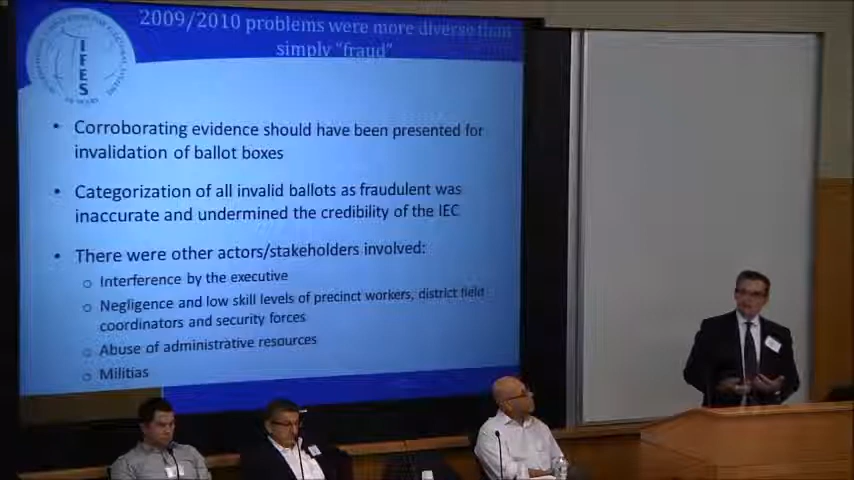 2009/2010 problems were more diverse than
simply "fraud"
IFES
• Corroborating evidence should have been presented for
invalidation of ballot boxes
• Categorization of all invalid ballots as fraudulent was
inaccurate and undermined the credibility of the IEC
• There were other actors/stakeholders involved:
o Interference by the executive
o Negligence and low skill levels of precinct workers, district field
coordinators and security forces
o Abuse of administrative resources
o Militias